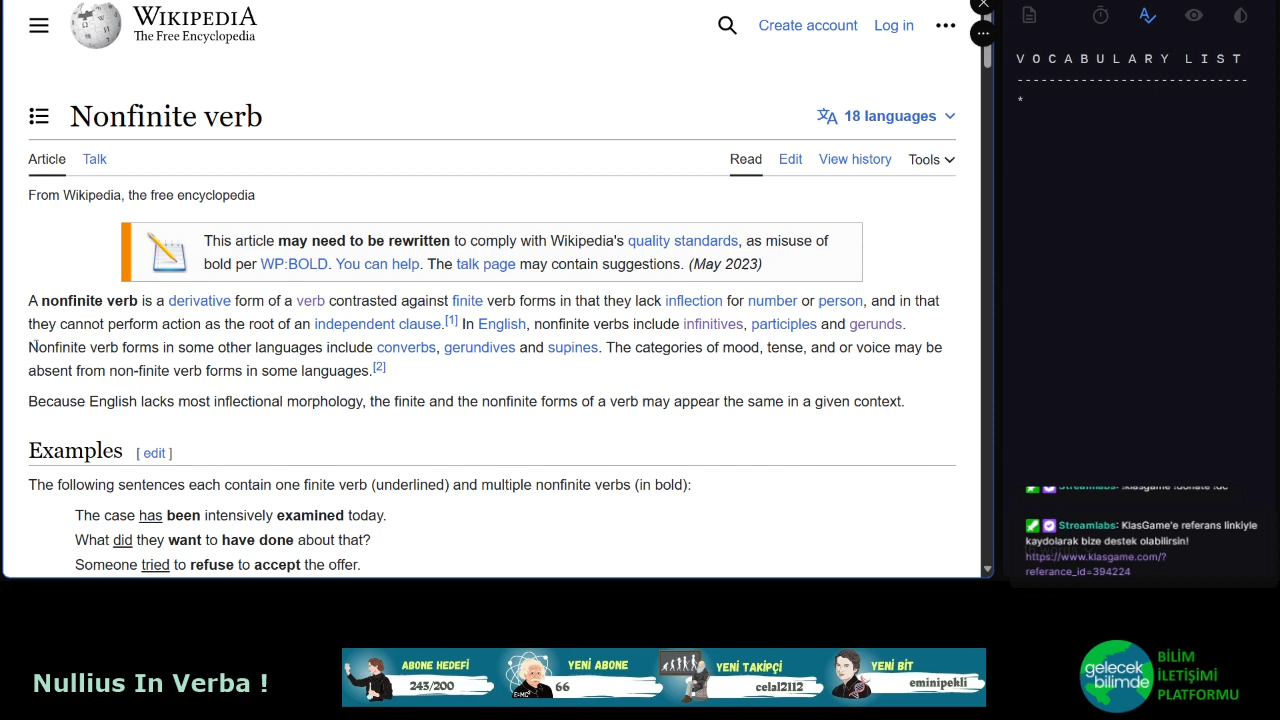 WIKIPEDIA
The Free Encyclopedia
Create account Log in
Nonfinite verb
18 languages
Article Talk
Read Edit View history Tools
From Wikipedia, the free encyclopedia
This article may need to be rewritten to comply with Wikipedia's quality standards, as misuse of
bold per WP:BOLD. You can help. The talk page may contain suggestions. (May 2023)
A nonfinite verb is a derivative form of a verb contrasted against finite verb forms in that they lack inflection for number or person, and in that
they cannot perform action as the root of an independent clause.[1] In English, nonfinite verbs include infinitives, participles and gerunds.
Nonfinite verb forms in some other languages include converbs, gerundives and supines. The categories of mood, tense, and or voice may be
absent from non-finite verb forms in some languages.[2]
Because English lacks most inflectional morphology, the finite and the nonfinite forms of a verb may appear the same in a given context.
Examples [ edit ]
The following sentences each contain one finite verb (underlined) and multiple nonfinite verbs (in bold):
The case has been intensively examined today.
What did they want to have done about that?
Someone tried to refuse to accept the offer.
VOCABULARY LIST
----------------------------
*
Streamlabs: !klasgame !donate !dc
Streamlabs: KlasGame'e referans linkiyle
kaydolarak bize destek olabilirsin!
https://www.klasgame.com/?
referance_id=394224
Nullius In Verba !
ABONE HEDEFİ
243/200
E=MC²
YENİ ABONE
66
YENİ TAKİPÇİ
celal2112
YENİ BİT
eminipekli
gelecek
bilimde
BİLİM
İLETİŞİMİ
PLATFORMU